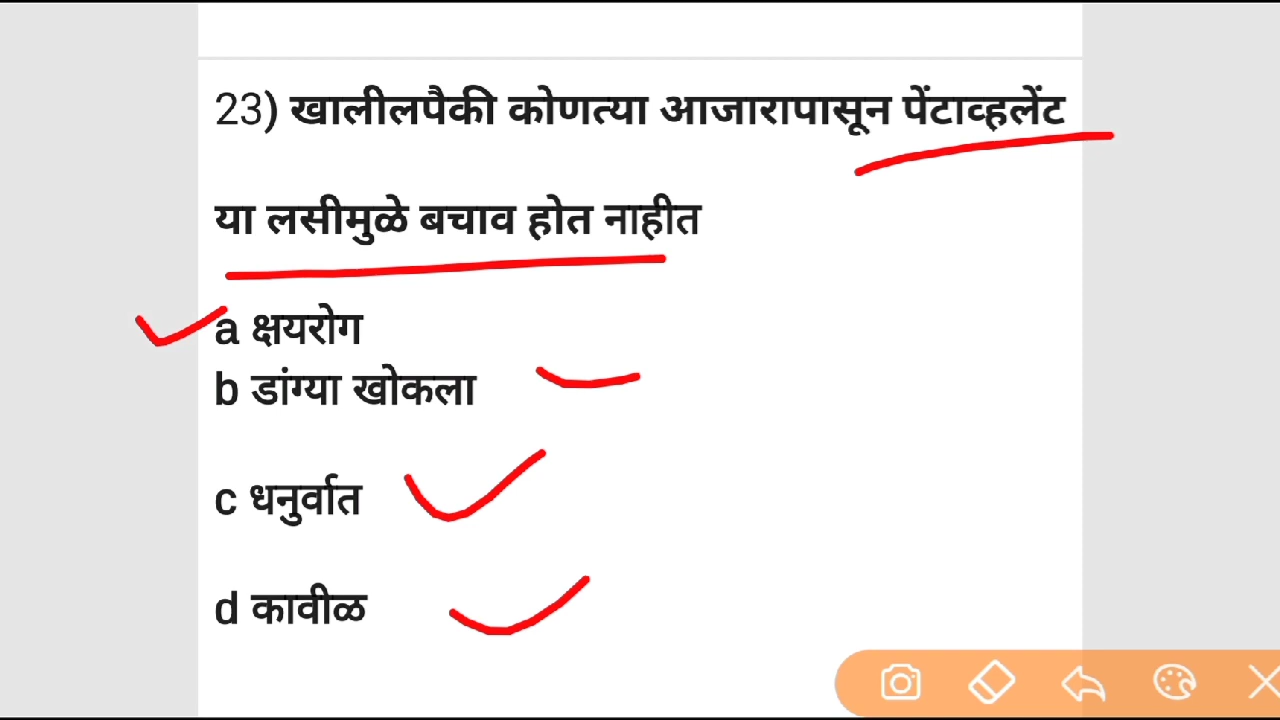 23) खालीलपैकी कोणत्या आजारापासून पेंटाव्हलेंट
या लसीमुळे बचाव होत नाहीत
a क्षयरोग
b डांग्या खोकला
c धनुर्वात
d कावीळ